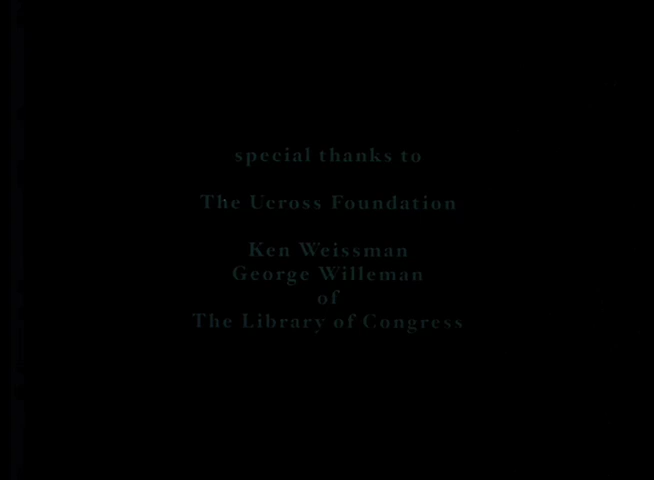 special thanks to
The Ucross Foundation
Ken Weissman
George Willeman
of
The Library of Congress